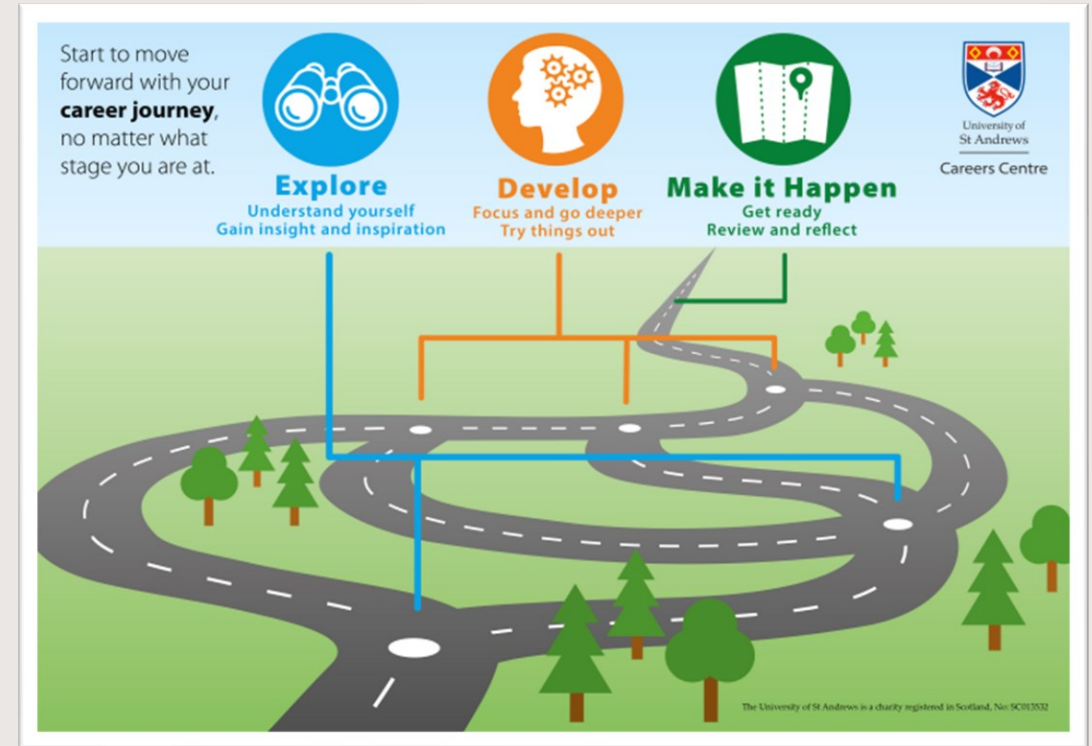 Start to move
forward with your
career journey,
no matter what
stage you are at.
Explore
Understand yourself
Gain insight and inspiration
Develop
Focus and go deeper
Try things out
Make it Happen
Get ready
Review and reflect
University of
St Andrews
Careers Centre
The University of St Andrews is a charity registered in Scotland, No: SC013532